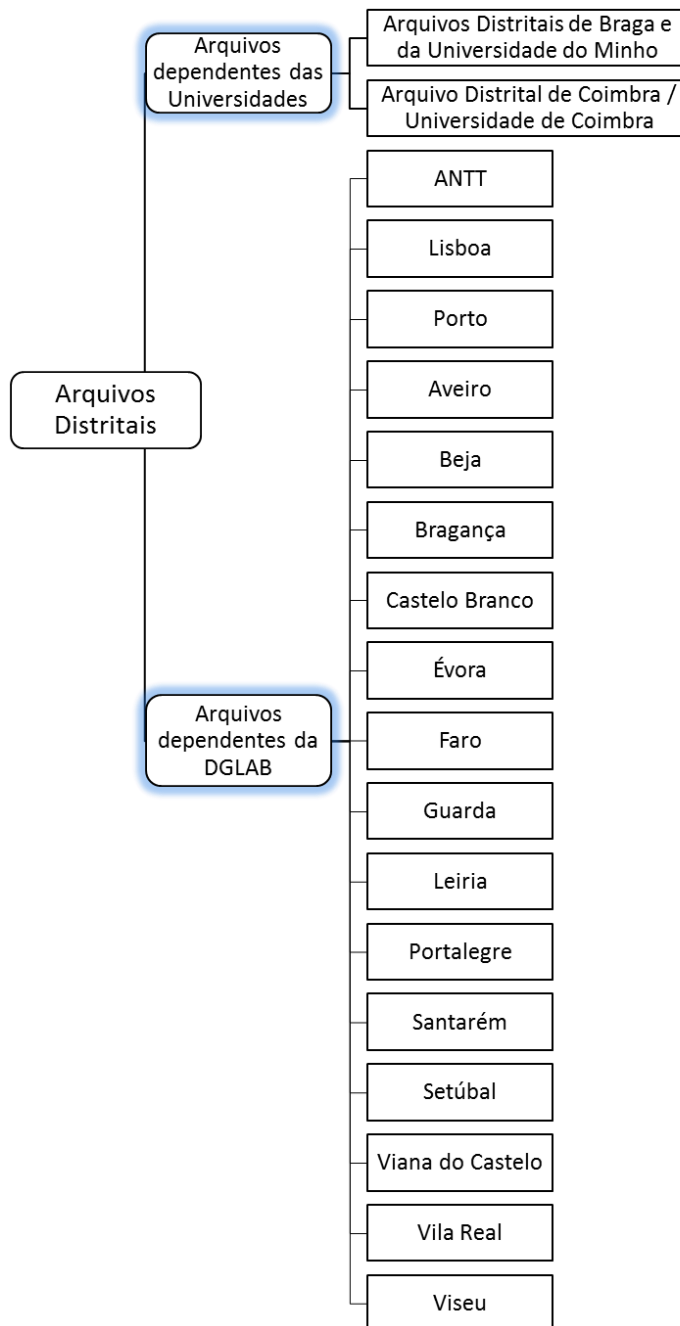 Arquivos
dependentes das
Universidades
Arquivos Distritais de Braga e
da Universidade do Minho
Arquivo Distrital de Coimbra /
Universidade de Coimbra
ANTT
Lisboa
Porto
Arquivos
Distritais
Aveiro
Beja
Bragança
Castelo Branco
Évora
Arquivos
dependentes da
DGLAB
Faro
Guarda
Leiria
Portalegre
Santarém
Setúbal
Viana do Castelo
Vila Real
Viseu